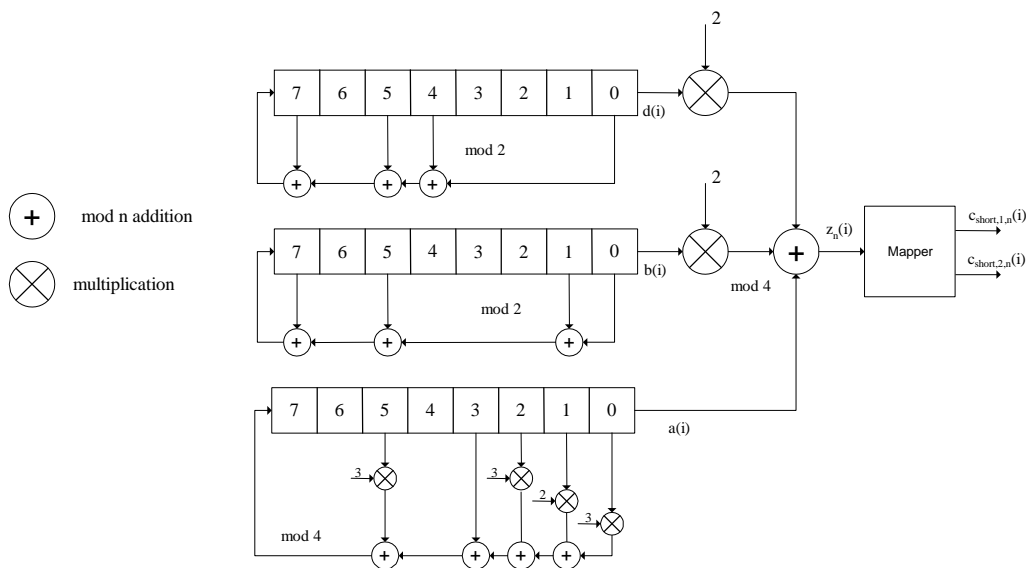 2
7 6 5 4 3 2 1 0
d(i)
mod 2
+ + +
2
+ mod n addition
7 6 5 4 3 2 1 0
b(i)
+
z_n(i)
Mapper
c_short,1,n(i)
c_short,2,n(i)
multiplication
mod 4
mod 2
+ + +
7 6 5 4 3 2 1 0
a(i)
3
3
2
3
mod 4
+ + + +